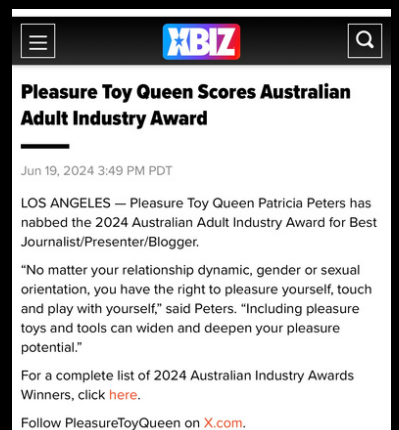 XBIZ
Pleasure Toy Queen Scores Australian
Adult Industry Award
Jun 19, 2024 3:49 PM PDT
LOS ANGELES — Pleasure Toy Queen Patricia Peters has
nabbed the 2024 Australian Adult Industry Award for Best
Journalist/Presenter/Blogger.
“No matter your relationship dynamic, gender or sexual
orientation, you have the right to pleasure yourself, touch
and play with yourself,” said Peters. “Including pleasure
toys and tools can widen and deepen your pleasure
potential.”
For a complete list of 2024 Australian Industry Awards
Winners, click here.
Follow PleasureToyQueen on X.com.